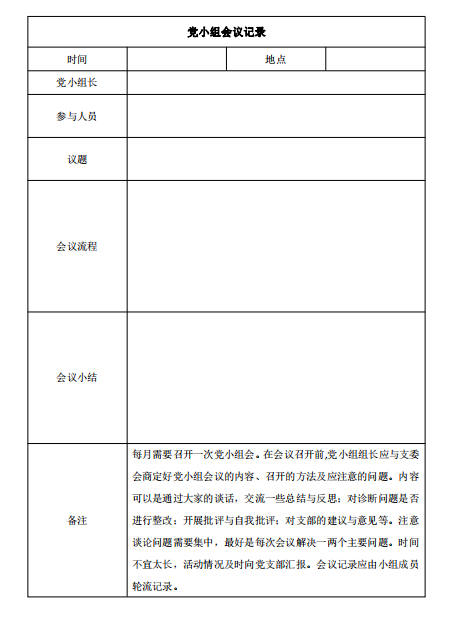 党小组会议记录
时间 地点
党小组长
参与人员
议题
会议流程
会议小结
备注
每月需要召开一次党小组会。在会议召开前,党小组组长应与支委
会商定好党小组会议的内容、召开的方法及应注意的问题。内容
可以是通过大家的谈话，交流一些总结与反思；对诊断问题是否
进行整改；开展批评与自我批评；对支部的建议与意见等。注意
谈论问题需要集中，最好是每次会议解决一两个主要问题。时间
不宜太长，活动情况及时向党支部汇报。会议记录应由小组成员
轮流记录。